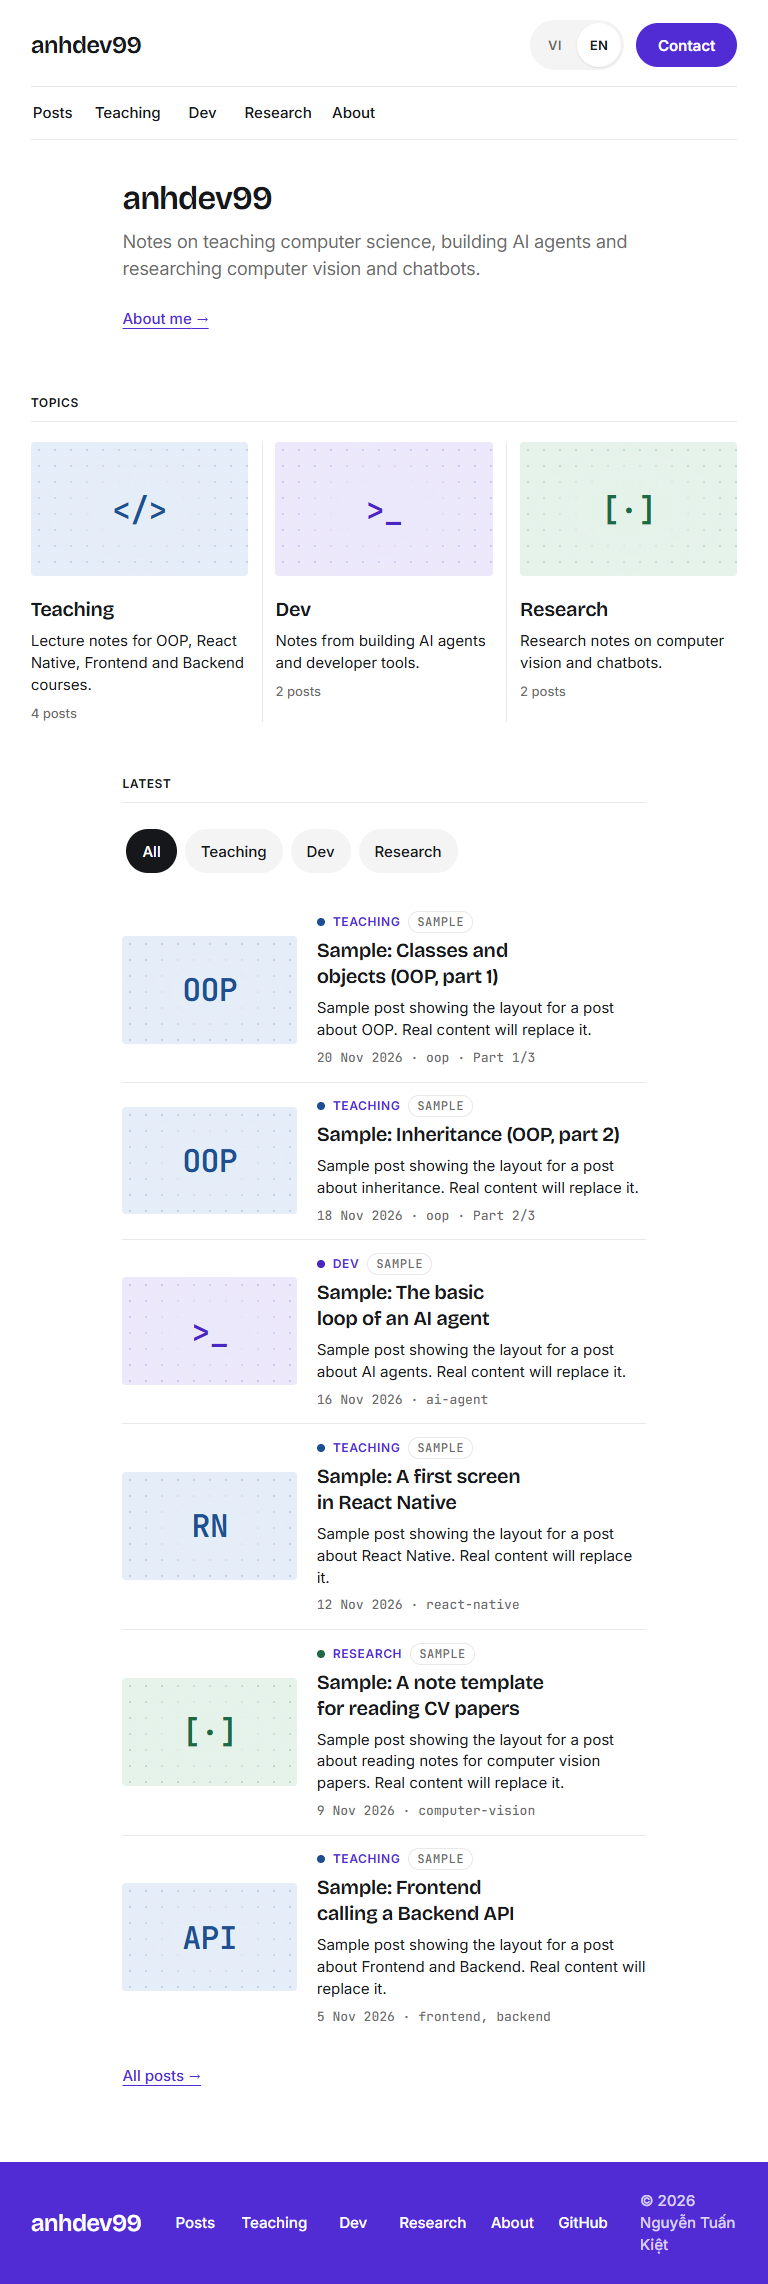 anhdev99
VI EN Contact
Posts Teaching Dev Research About
anhdev99
Notes on teaching computer science, building AI agents and
researching computer vision and chatbots.
About me →
TOPICS
</>
Teaching
Lecture notes for OOP, React
Native, Frontend and Backend
courses.
4 posts
>_
Dev
Notes from building AI agents
and developer tools.
2 posts
[·]
Research
Research notes on computer
vision and chatbots.
2 posts
LATEST
All Teaching Dev Research
OOP
TEACHING SAMPLE
Sample: Classes and
objects (OOP, part 1)
Sample post showing the layout for a post
about OOP. Real content will replace it.
20 Nov 2026 · oop · Part 1/3
OOP
TEACHING SAMPLE
Sample: Inheritance (OOP, part 2)
Sample post showing the layout for a post
about inheritance. Real content will replace it.
18 Nov 2026 · oop · Part 2/3
>_
DEV SAMPLE
Sample: The basic
loop of an AI agent
Sample post showing the layout for a post
about AI agents. Real content will replace it.
16 Nov 2026 · ai-agent
RN
TEACHING SAMPLE
Sample: A first screen
in React Native
Sample post showing the layout for a post
about React Native. Real content will replace
it.
12 Nov 2026 · react-native
[·]
RESEARCH SAMPLE
Sample: A note template
for reading CV papers
Sample post showing the layout for a post
about reading notes for computer vision
papers. Real content will replace it.
9 Nov 2026 · computer-vision
API
TEACHING SAMPLE
Sample: Frontend
calling a Backend API
Sample post showing the layout for a post
about Frontend and Backend. Real content will
replace it.
5 Nov 2026 · frontend, backend
All posts →
anhdev99 Posts Teaching Dev Research About GitHub
© 2026
Nguyễn Tuấn
Kiệt